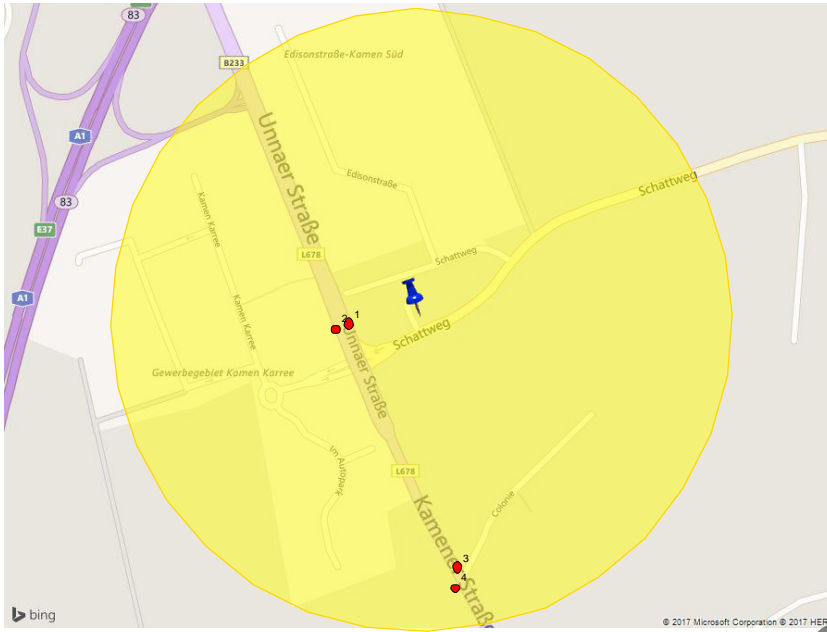 83
Edisonstraße-Kamen Süd
B233
A1
Unnaer Straße
Edisonstraße
Schattweg
83
Kamen Karree
E37
L678
Schattweg
A1
Kamen Karree
1
2
Unnaer Straße
Schattweg
Gewerbegebiet Kamen Karree
Im Autopark
L678
Colonie
Kamener Straße
3
4
bing
© 2017 Microsoft Corporation © 2017 HER